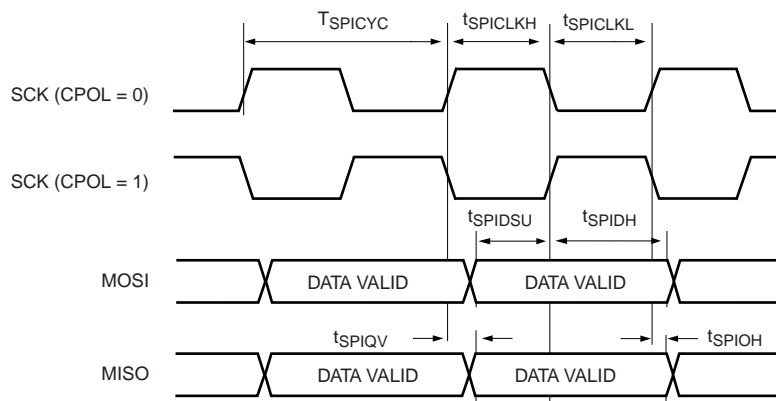 TSPICYC tSPICLKH tSPICLKL
SCK (CPOL = 0)
SCK (CPOL = 1)
tSPIDSU tSPIDH
MOSI DATA VALID DATA VALID
tSPIQV tSPIOH
MISO DATA VALID DATA VALID